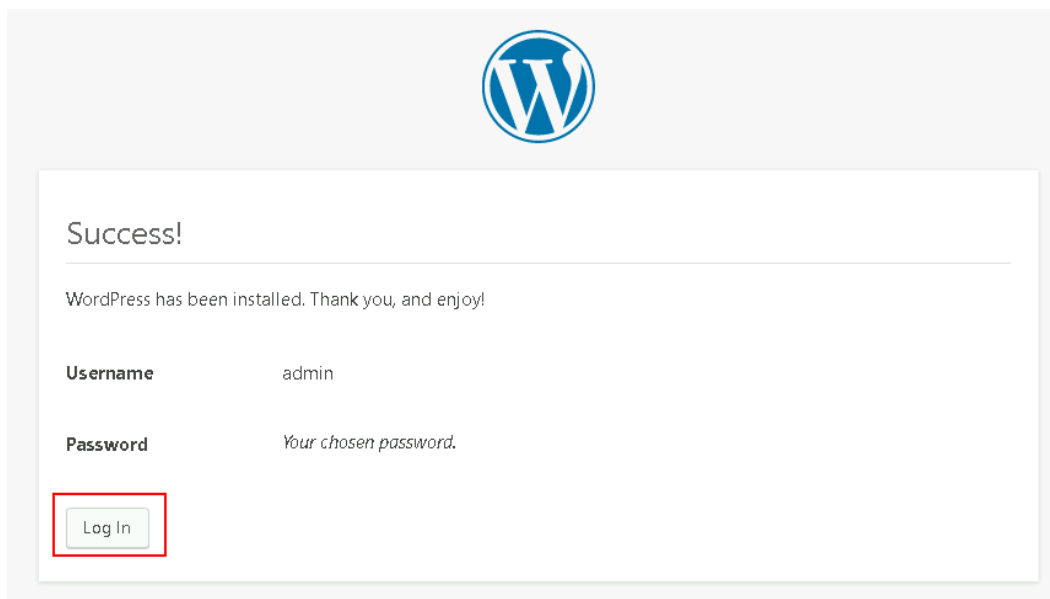 Success!
WordPress has been installed. Thank you, and enjoy!
Username admin
Password Your chosen password.
Log In